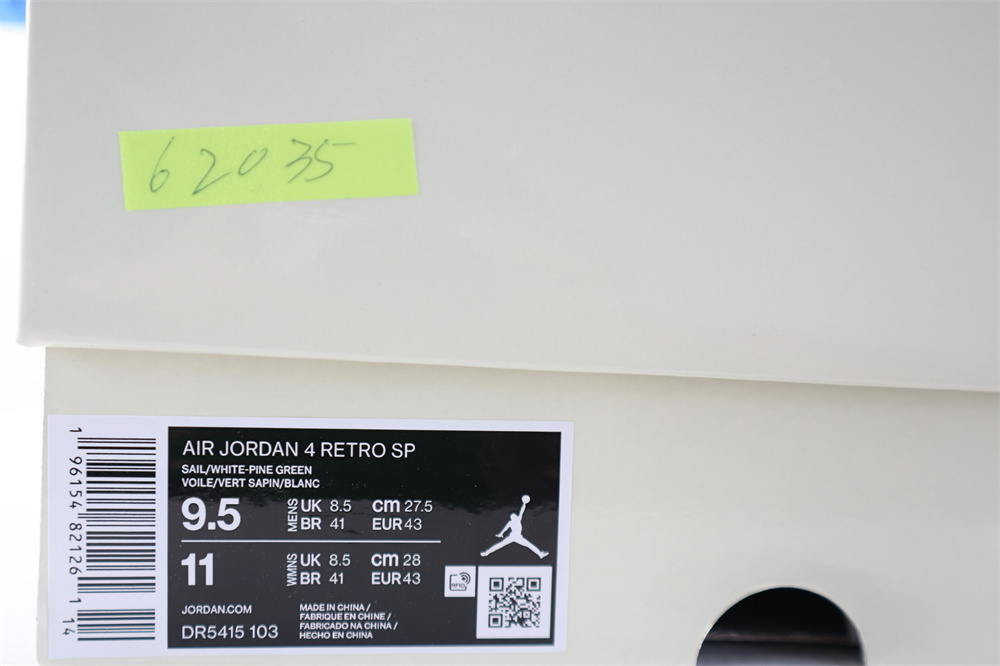 62035
1 96154 82126 1 14
AIR JORDAN 4 RETRO SP
SAIL/WHITE-PINE GREEN
VOILE/VERT SAPIN/BLANC
9.5 MENS UK 8.5 cm 27.5
BR 41 EUR 43
11 WMNS UK 8.5 cm 28
BR 41 EUR 43
RFID
JORDAN.COM
DR5415 103
MADE IN CHINA /
FABRIQUE EN CHINE /
FABRICADO NA CHINA /
HECHO EN CHINA